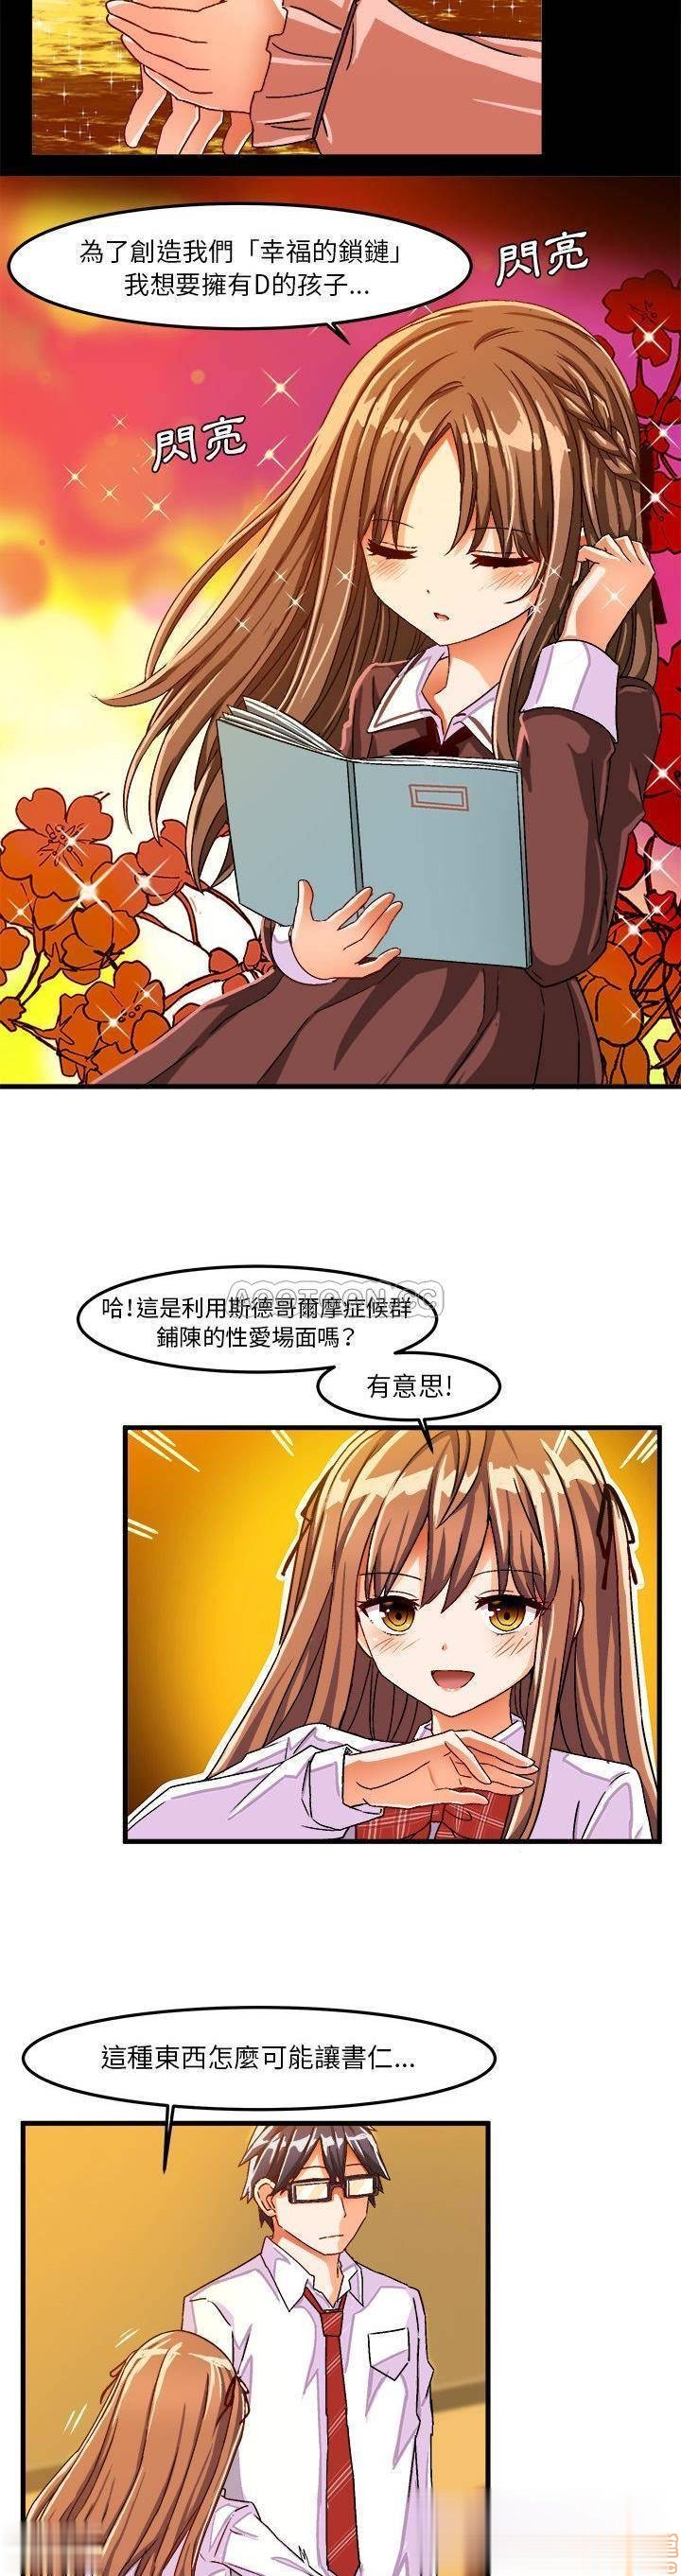 為了創造我們「幸福的鎖鏈」
我想要擁有D的孩子...
閃亮
閃亮
哈!這是利用斯德哥爾摩症候群
鋪陳的性愛場面嗎?
有意思!
這種東西怎麼可能讓書仁...